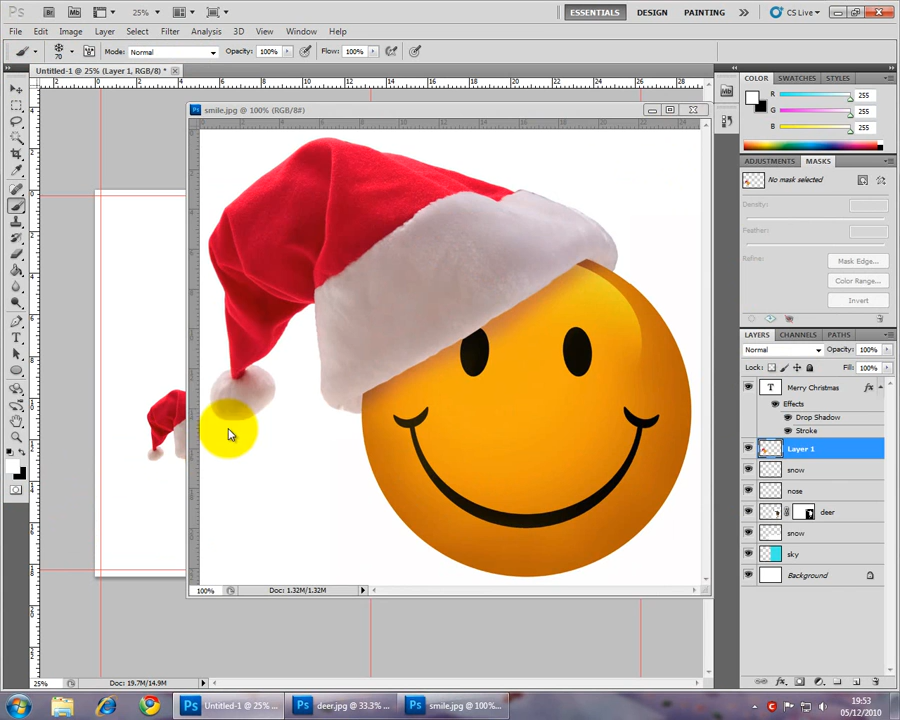 Ps Br Mb 25% ESSENTIALS DESIGN PAINTING CS Live
File Edit Image Layer Select Filter Analysis 3D View Window Help
70 Mode: Normal Opacity: 100% Flow: 100%
Untitled-1 @ 25% (Layer 1, RGB/8) *
smile.jpg @ 100% (RGB/8#)
100% Doc: 1.32M/1.32M
25% Doc: 19.7M/14.9M
Mb
COLOR SWATCHES STYLES
R 255
G 255
B 255
ADJUSTMENTS MASKS
No mask selected
Density:
Feather:
Refine: Mask Edge...
Color Range...
Invert
LAYERS CHANNELS PATHS
Normal Opacity: 100%
Lock: Fill: 100%
T Merry Christmas fx
Effects
Drop Shadow
Stroke
Layer 1
snow
nose
deer
snow
sky
Background
Untitled-1 @ 25% ... deer.jpg @ 33.3% ... smile.jpg @ 100%...
19:53
05/12/2010